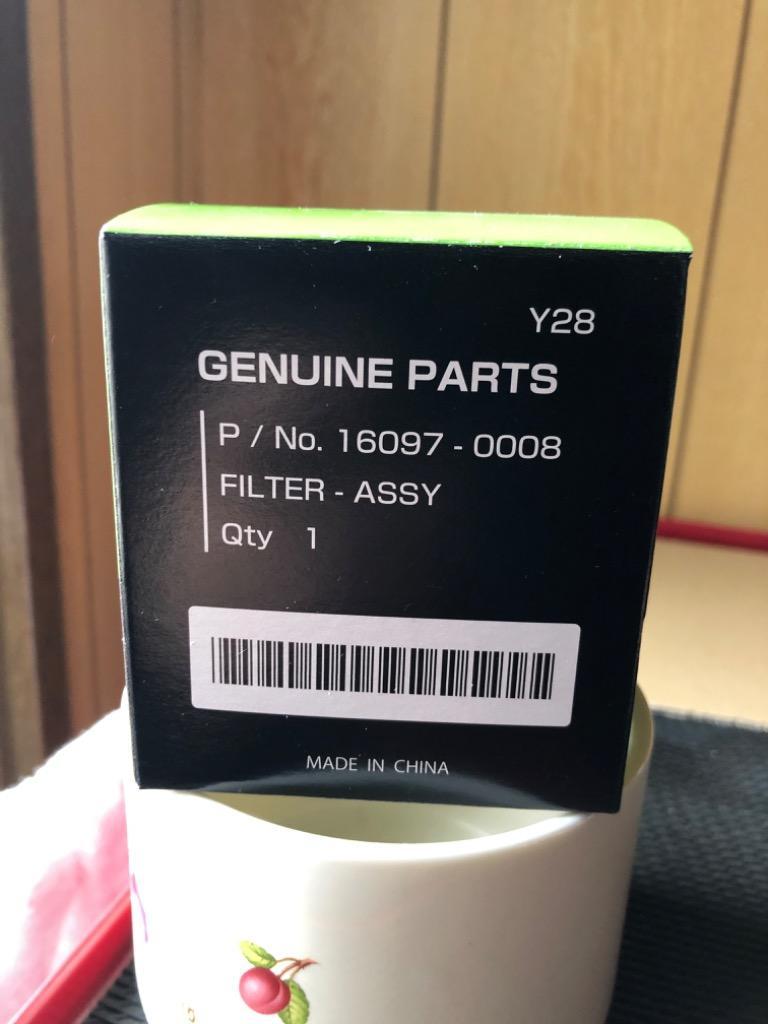 Y28
GENUINE PARTS
P / No. 16097 - 0008
FILTER - ASSY
Qty 1
MADE IN CHINA